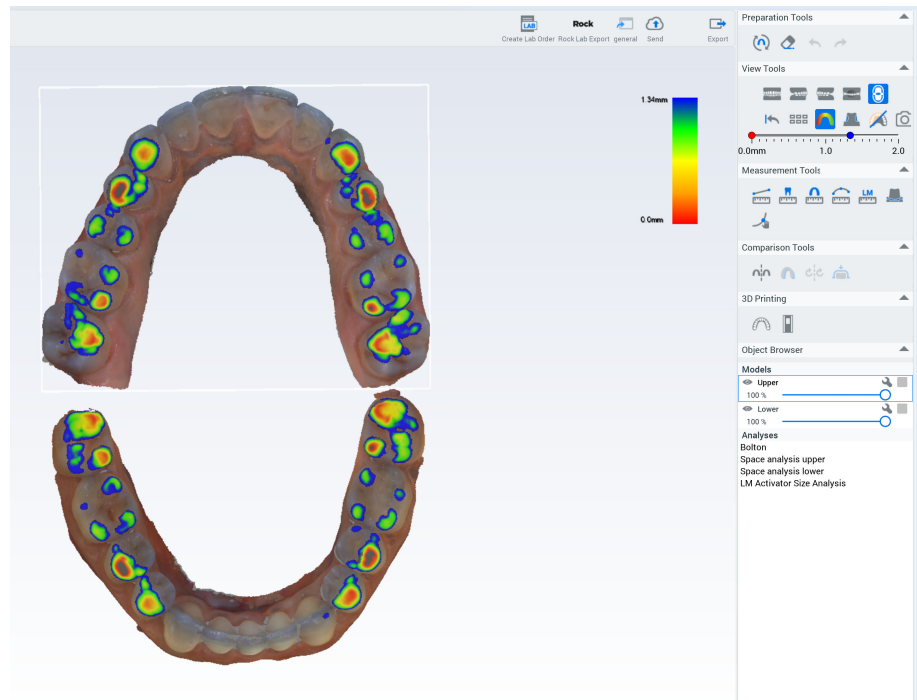 LAB
Rock
Create Lab Order Rock Lab Export general Send Export
1.34mm
0.0mm
Preparation Tools
View Tools
0.0mm 1.0 2.0
Measurement Tools
LM
Comparison Tools
3D Printing
Object Browser
Models
Upper
100 %
Lower
100 %
Analyses
Bolton
Space analysis upper
Space analysis lower
LM Activator Size Analysis